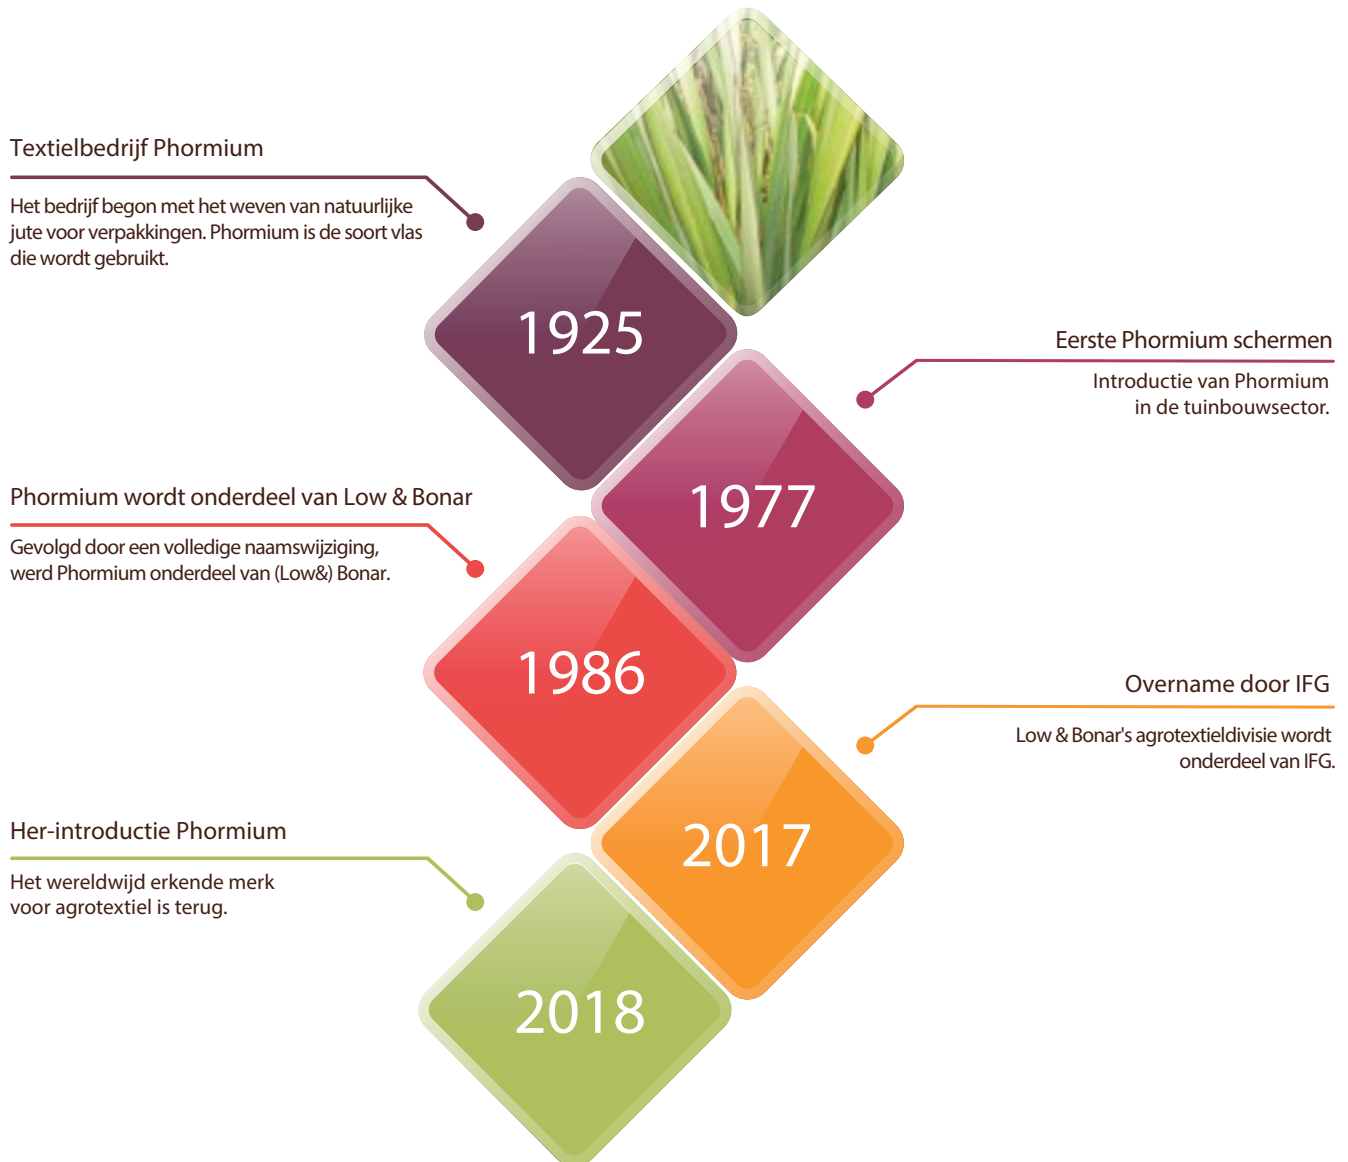 Textielbedrijf Phormium
Het bedrijf begon met het weven van natuurlijke
jute voor verpakkingen. Phormium is de soort vlas
die wordt gebruikt.
1925
Eerste Phormium schermen
Introductie van Phormium
in de tuinbouwsector.
1977
Phormium wordt onderdeel van Low & Bonar
Gevolgd door een volledige naamswijziging,
werd Phormium onderdeel van (Low&) Bonar.
1986
Overname door IFG
Low & Bonar's agrotextieldivisie wordt
onderdeel van IFG.
2017
Her-introductie Phormium
Het wereldwijd erkende merk
voor agrotextiel is terug.
2018